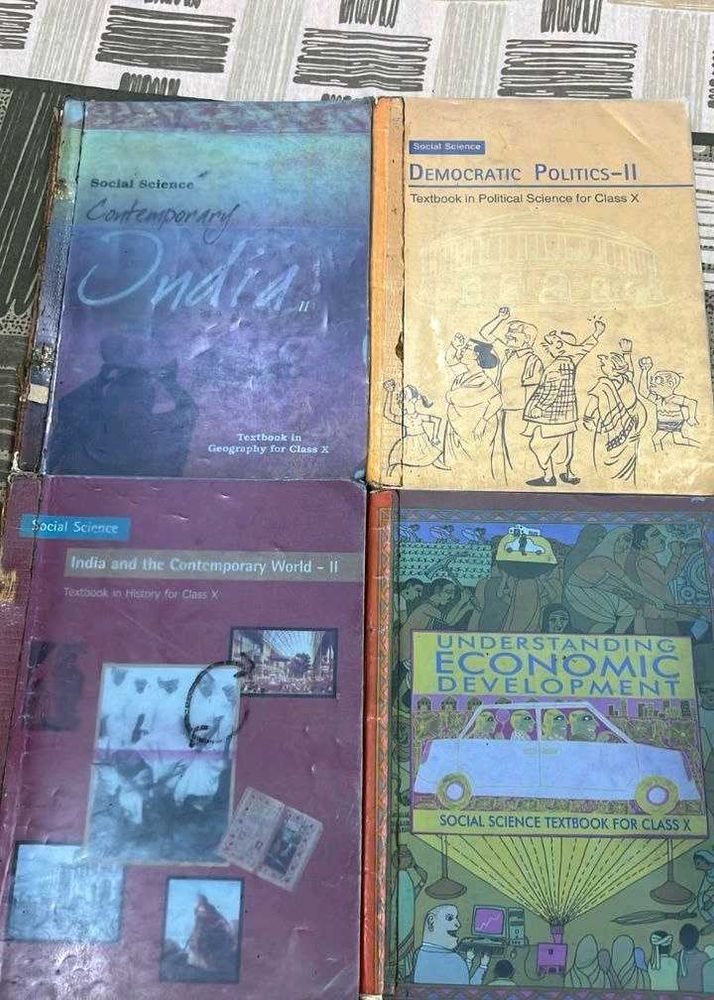 Social Science
Contemporary
India II
Textbook in
Geography for Class X
Social Science
DEMOCRATIC POLITICS-II
Textbook in Political Science for Class X
Social Science
India and the Contemporary World - II
Textbook in History for Class X
UNDERSTANDING
ECONOMIC
DEVELOPMENT
SOCIAL SCIENCE TEXTBOOK FOR CLASS X